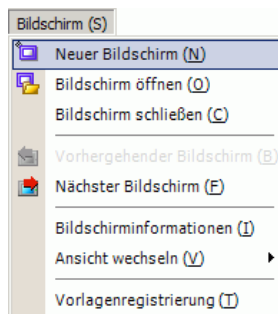 Bildschirm (S)
Neuer Bildschirm (N)
Bildschirm öffnen (O)
Bildschirm schließen (C)
Vorhergehender Bildschirm (B)
Nächster Bildschirm (F)
Bildschirminformationen (I)
Ansicht wechseln (V)
Vorlagenregistrierung (T)